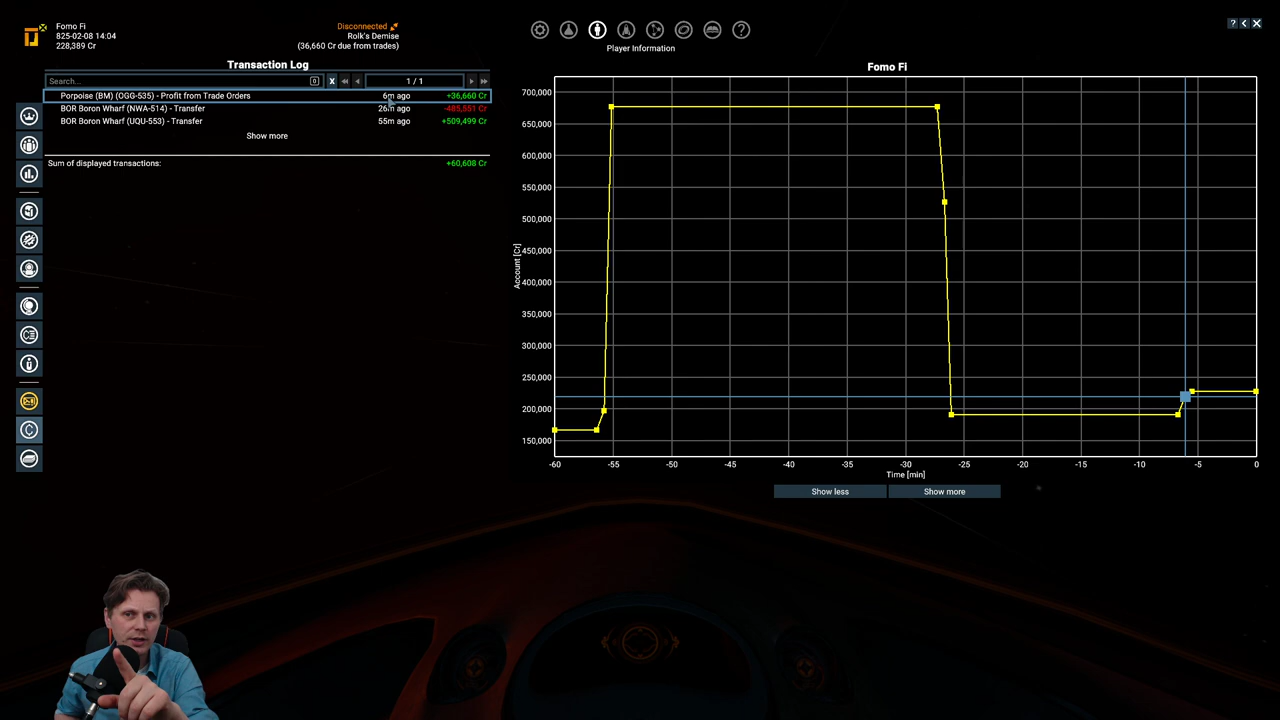 Fomo Fi
825-02-08 14:04
228,389 Cr
Disconnected
Rolk's Demise
(36,660 Cr due from trades)
Player Information
? < X
Transaction Log
Search...
0
X
1 / 1
Porpoise (BM) (OGG-535) - Profit from Trade Orders 6m ago +36,660 Cr
BOR Boron Wharf (NWA-514) - Transfer 26m ago -485,551 Cr
BOR Boron Wharf (UQU-553) - Transfer 55m ago +509,499 Cr
Show more
Sum of displayed transactions: +60,608 Cr
Fomo Fi
Account [Cr]
700,000
650,000
600,000
550,000
500,000
450,000
400,000
350,000
300,000
250,000
200,000
150,000
-60 -55 -50 -45 -40 -35 -30 -25 -20 -15 -10 -5 0
Time [min]
Show less
Show more